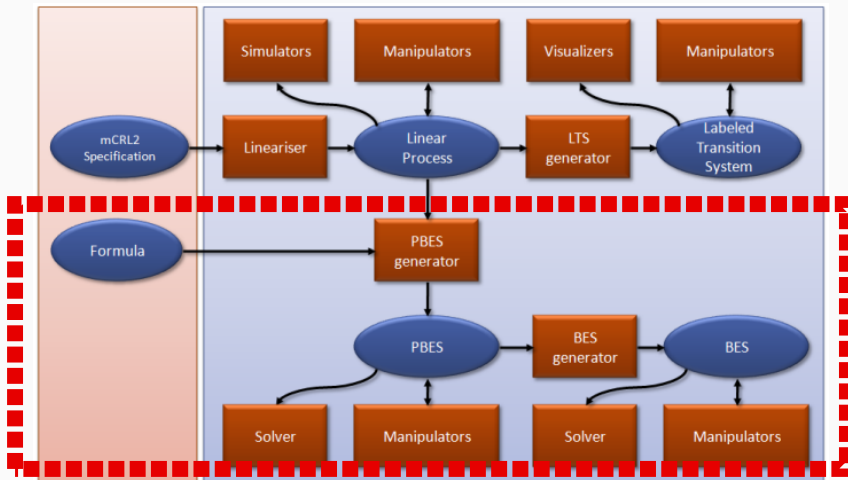 Simulators
Manipulators
Visualizers
Manipulators
mCRL2
Specification
Lineariser
Linear
Process
LTS
generator
Labeled
Transition
System
Formula
PBES
generator
PBES
BES
generator
BES
Solver
Manipulators
Solver
Manipulators